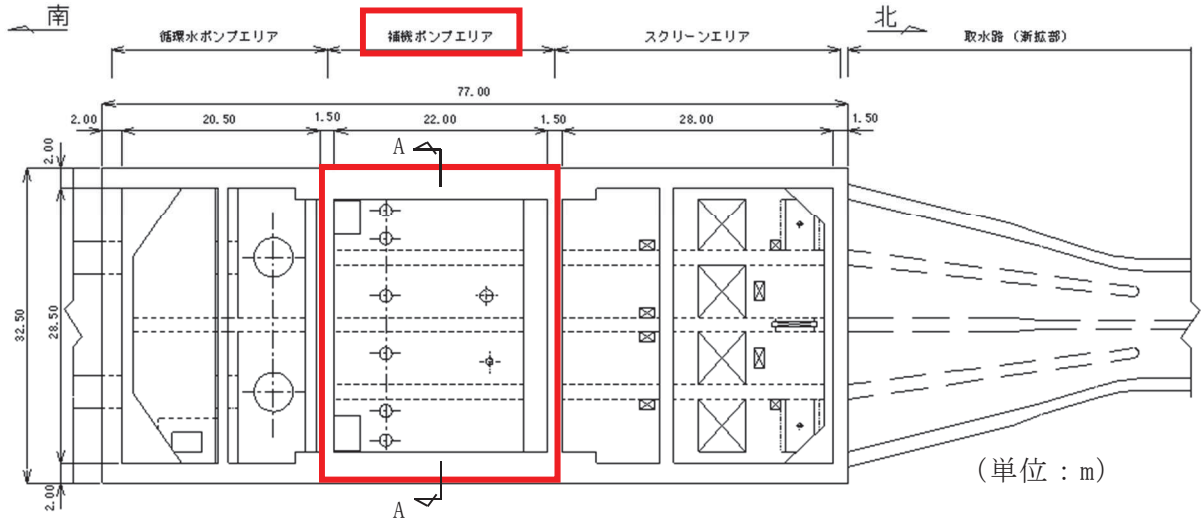 南
北
循環水ポンプエリア
補機ポンプエリア
スクリーンエリア
取水路（漸拡部）
77.00
2.00
20.50
1.50
22.00
1.50
28.00
1.50
A
2.00
32.50
28.50
2.00
A
(単位：m)